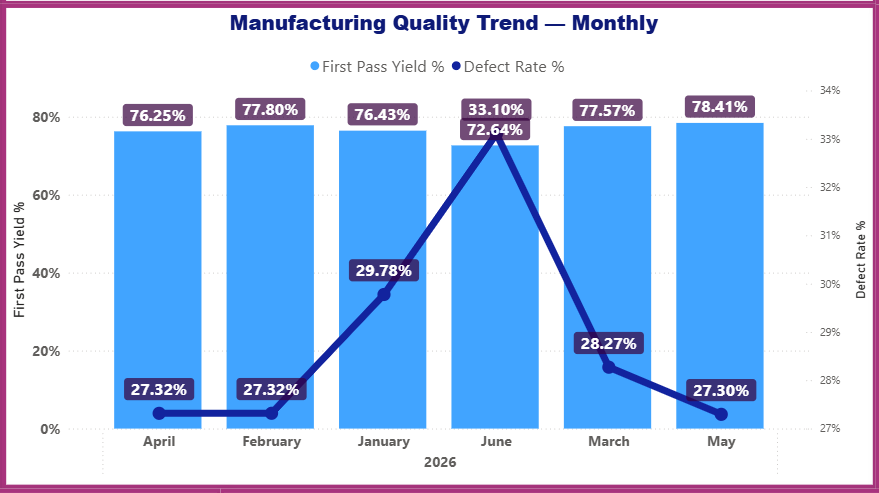 Manufacturing Quality Trend — Monthly
First Pass Yield % Defect Rate %
First Pass Yield %
80%
60%
40%
20%
0%
76.25% 77.80% 76.43% 33.10% 77.57% 78.41%
72.64%
29.78%
28.27%
27.32% 27.32% 27.30%
34%
33%
32%
31%
30%
29%
28%
27%
Defect Rate %
April February January June March May
2026